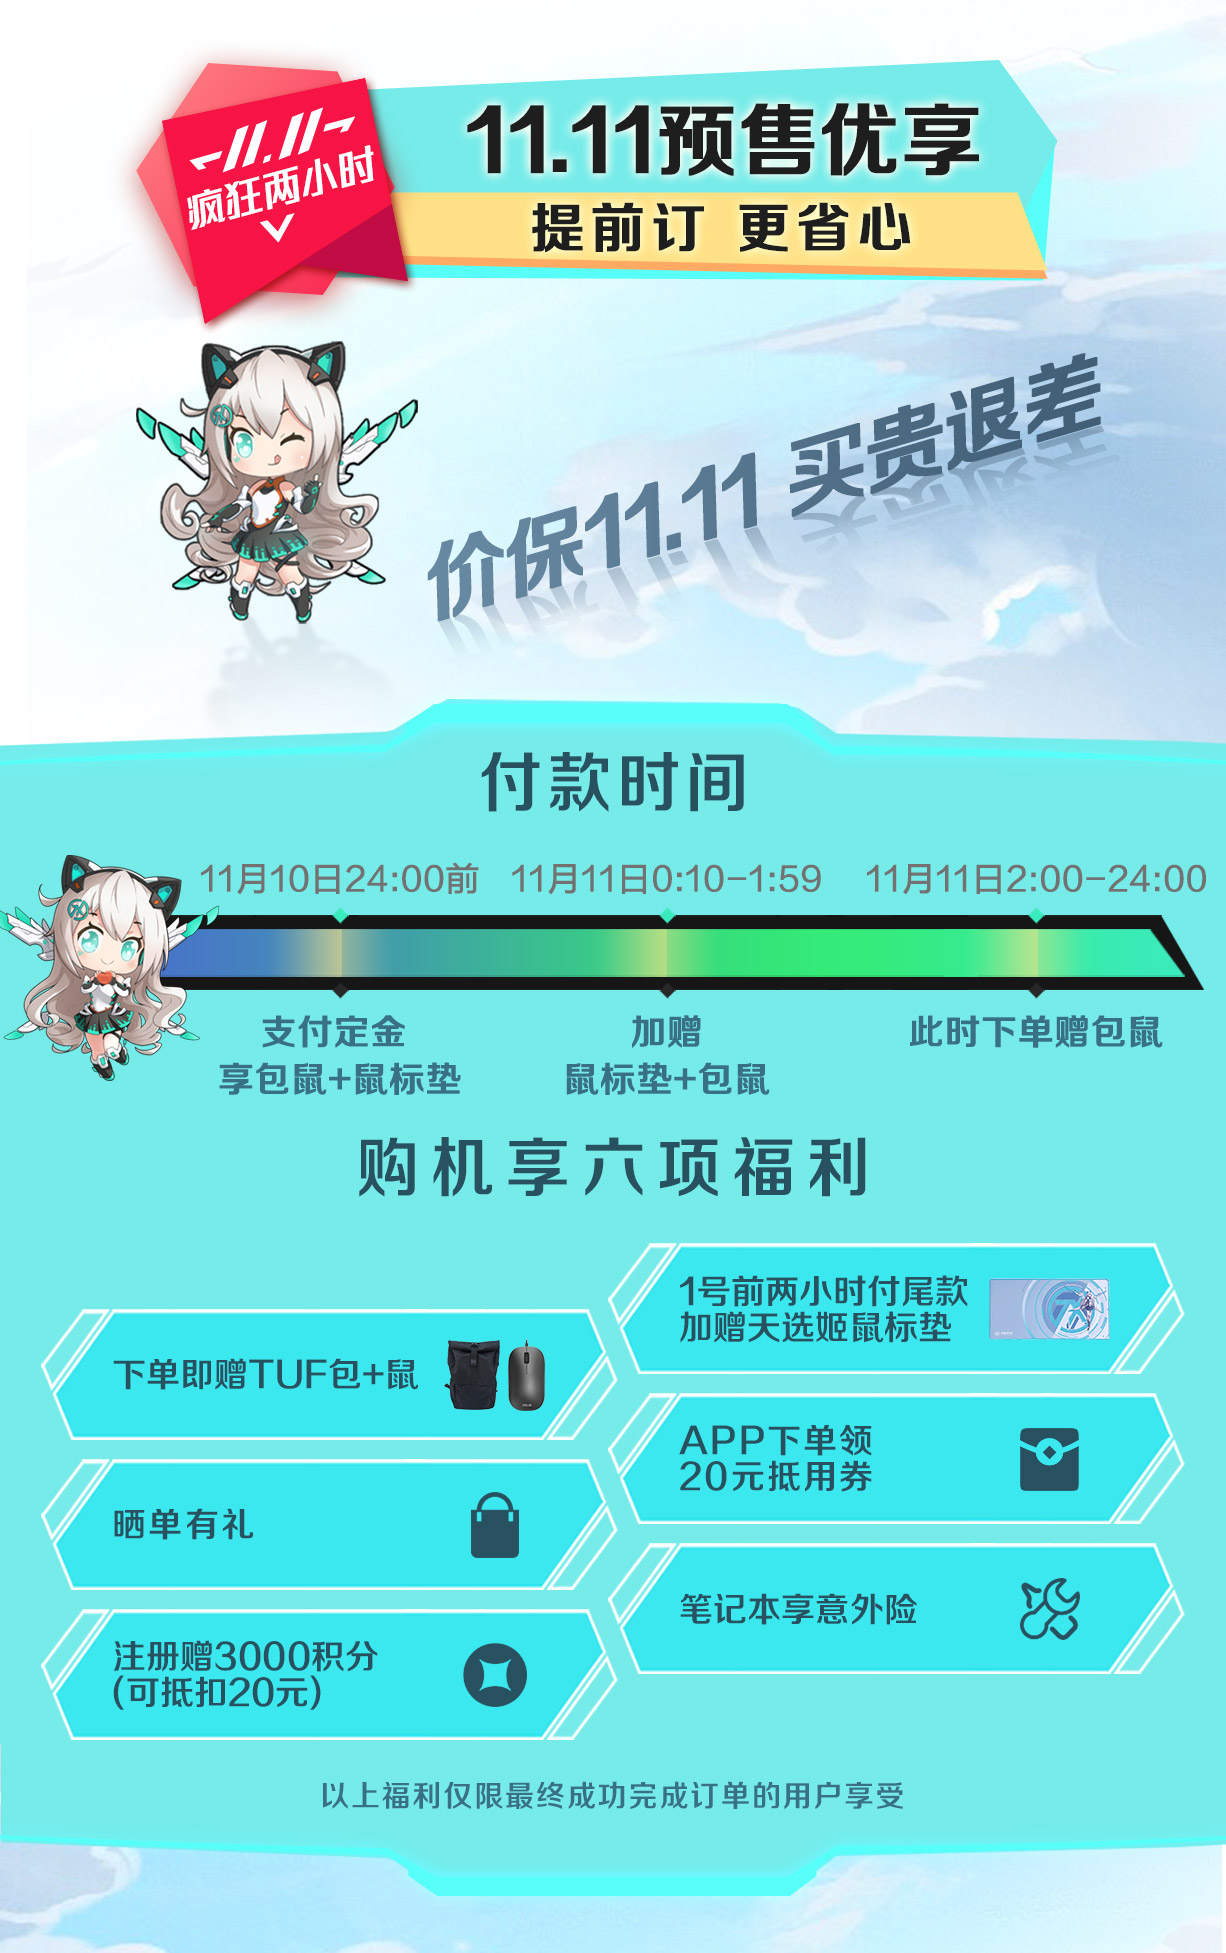 11.11
疯狂两小时
11.11预售优享
提前订 更省心
价保11.11 买贵退差
付款时间
11月10日24:00前
11月11日0:10-1:59
11月11日2:00-24:00
支付定金
享包鼠+鼠标垫
加赠
鼠标垫+包鼠
此时下单赠包鼠
购机享六项福利
1号前两小时付尾款
加赠天选姬鼠标垫
下单即赠TUF包+鼠
APP下单领
20元抵用券
晒单有礼
笔记本享意外险
注册赠3000积分
(可抵扣20元)
以上福利仅限最终成功完成订单的用户享受